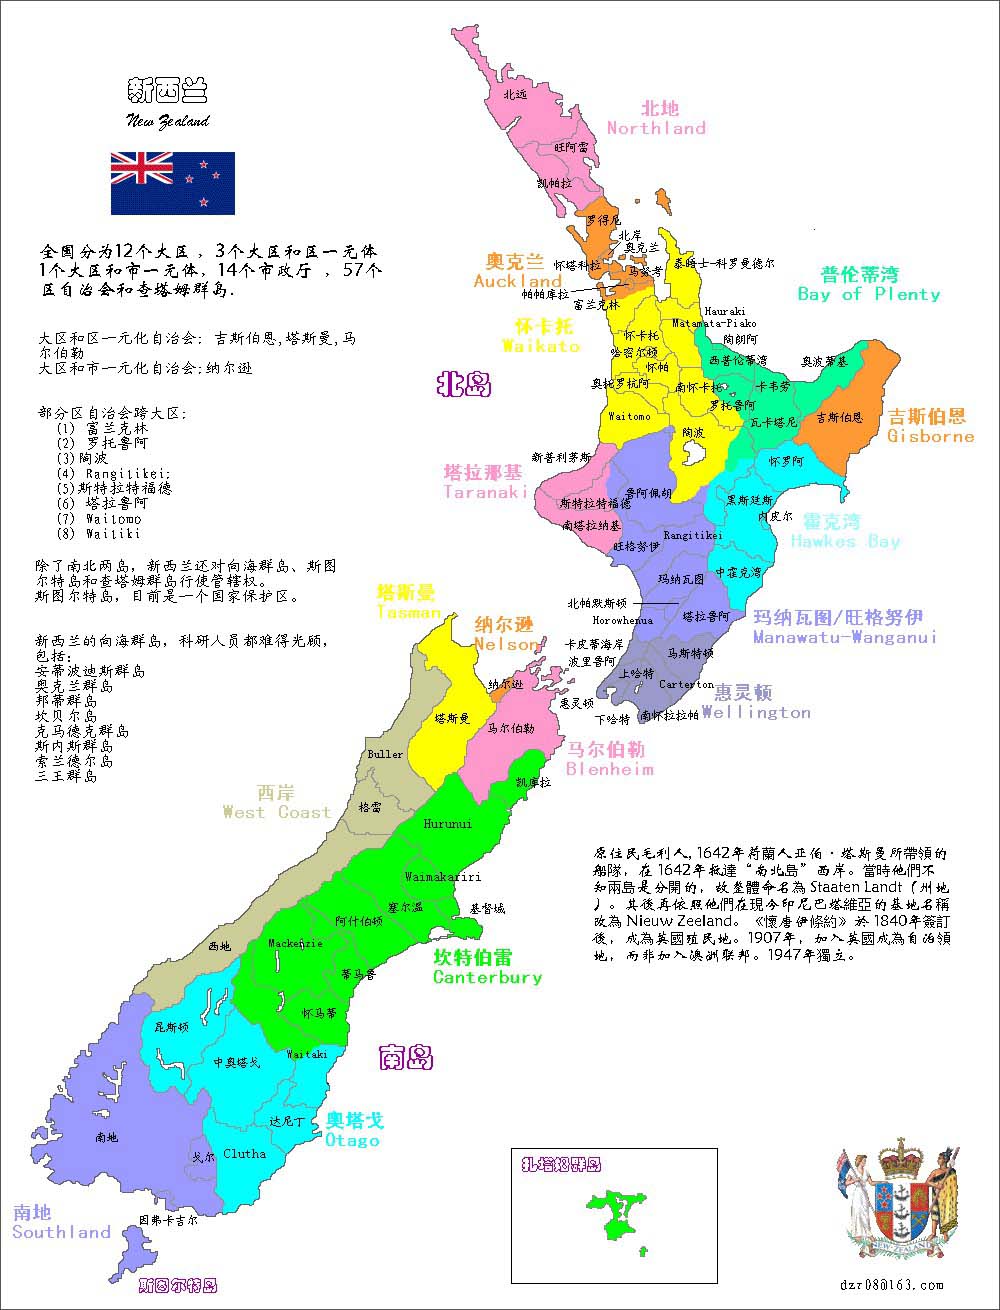 新西兰
New Zealand
全国分为12个大区，3个大区和区一元体
1个大区和市一元体，14个市政厅 ，57个
区自治会和查塔姆群岛.
大区和区一元化自治会： 吉斯伯恩,塔斯曼,马
尔伯勒
大区和市一元化自治会;纳尔逊
部分区自治会跨大区：
(1) 富兰克林
(2) 罗托鲁阿
(3)陶波
(4) Rangitikei;
(5)斯特拉特福德
(6) 塔拉鲁阿
(7) Waitomo
(8) Waitiki
除了南北两岛，新西兰还对向海群岛、斯图
尔特岛和查塔姆群岛行使管辖权。
斯图尔特岛，目前是一个国家保护区。
新西兰的向海群岛，科研人员都难得光顾，
包括：
安蒂波迪斯群岛
奥克兰群岛
邦蒂群岛
坎贝尔岛
克马德克群岛
斯内斯群岛
索兰德尔岛
三王群岛
北远
北地
Northland
旺阿雷
凯帕拉
罗得尼
北岸
奥克兰
奥克兰
Auckland
怀塔科拉
马努考
帕帕库拉
富兰克林
泰晤士-科罗曼德尔
普伦蒂湾
Bay of Plenty
怀卡托
Waikato
Hauraki
Matamata-Piako
陶朗阿
怀卡托
哈密尔顿
怀帕
西普伦蒂湾
奥波蒂基
北岛
奥托罗杭阿
南怀卡托
卡韦劳
罗托鲁阿
Waitomo
瓦卡塔尼
吉斯伯恩
吉斯伯恩
Gisborne
陶波
新普利茅斯
怀罗阿
塔拉那基
Taranaki
鲁阿佩胡
斯特拉特福德
黑斯廷斯
内皮尔
霍克湾
Hawkes Bay
南塔拉纳基
旺格努伊
Rangitikei
玛纳瓦图
中霍克湾
北帕默斯顿
Horowhenua
塔拉鲁阿
玛纳瓦图/旺格努伊
Manawatu-Wanganui
塔斯曼
Tasman
纳尔逊
Nelson
卡皮蒂海岸
波里鲁阿
马斯特顿
上哈特
Carterton
惠灵顿
Wellington
纳尔逊
惠灵顿
下哈特
南怀拉拉帕
塔斯曼
马尔伯勒
马尔伯勒
Blenheim
Buller
凯库拉
西岸
West Coast
格雷
Hurunui
Waimakariri
塞尔温
基督城
阿什伯顿
西地
Mackenzie
坎特伯雷
Canterbury
蒂马鲁
怀马蒂
昆斯顿
中奥塔戈
Waitaki
南岛
达尼丁
奥塔戈
Otago
南地
戈尔
Clutha
南地
Southland
因弗卡吉尔
斯图尔特岛
原住民毛利人, 1642年荷蘭人亚伯·塔斯曼所帶領的
船隊，在 1642年抵達“南北島”西岸。當時他們不
知兩島是分開的，故整體命名為 Staaten Landt（州地
）。其後再依照他們在現今印尼巴塔維亞的基地名稱
改為 Nieuw Zeeland。《懷唐伊條約》於 1840年簽訂
後，成為英國殖民地。1907年，加入英國成為自治領
地，而非加入澳洲联邦。1947年獨立。
扎塔姆群岛
NEW ZEALAND
dzr08@163.com